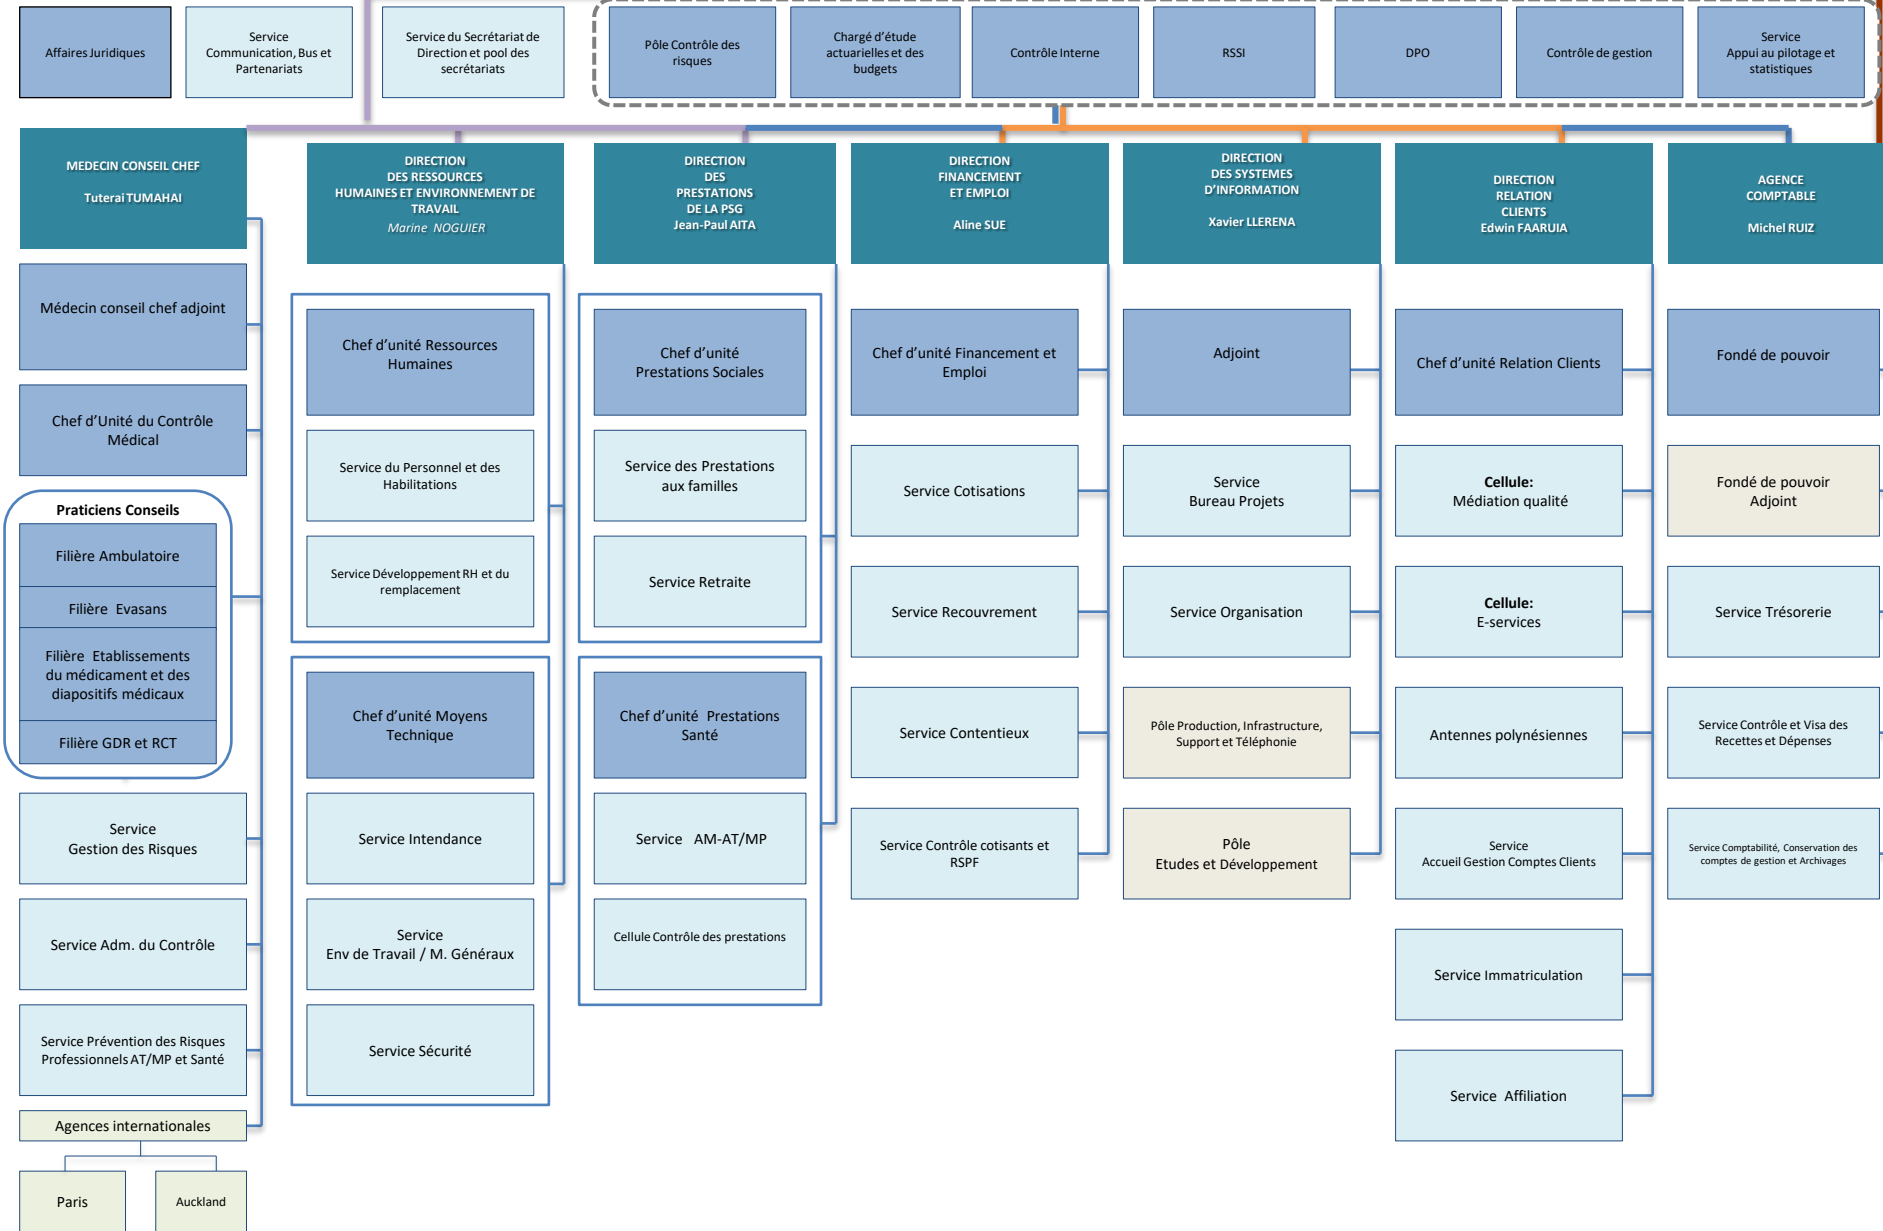 Affaires Juridiques
Service
Communication, Bus et
Partenariats
Service du Secrétariat de
Direction et pool des
secrétariats
Pôle Contrôle des
risques
Chargé d'étude
actuarielles et des
budgets
Contrôle Interne
RSSI
DPO
Contrôle de gestion
Service
Appui au pilotage et
statistiques
MEDECIN CONSEIL CHEF
Tuterai TUMAHAI
Médecin conseil chef adjoint
Chef d'Unité du Contrôle
Médical
Praticiens Conseils
Filière Ambulatoire
Filière Evasans
Filière Etablissements
du médicament et des
diapositifs médicaux
Filière GDR et RCT
Service
Gestion des Risques
Service Adm. du Contrôle
Service Prévention des Risques
Professionnels AT/MP et Santé
Agences internationales
Paris
Auckland
DIRECTION
DES RESSOURCES
HUMAINES ET ENVIRONNEMENT DE
TRAVAIL
Marine NOGUIER
Chef d'unité Ressources
Humaines
Service du Personnel et des
Habilitations
Service Développement RH et du
remplacement
Chef d'unité Moyens
Technique
Service Intendance
Service
Env de Travail / M. Généraux
Service Sécurité
DIRECTION
DES
PRESTATIONS
DE LA PSG
Jean-Paul AITA
Chef d'unité
Prestations Sociales
Service des Prestations
aux familles
Service Retraite
Chef d'unité Prestations
Santé
Service AM-AT/MP
Cellule Contrôle des prestations
DIRECTION
FINANCEMENT
ET EMPLOI
Aline SUE
Chef d'unité Financement et
Emploi
Service Cotisations
Service Recouvrement
Service Contentieux
Service Contrôle cotisants et
RSPF
DIRECTION
DES SYSTEMES
D'INFORMATION
Xavier LLERENA
Adjoint
Service
Bureau Projets
Service Organisation
Pôle Production, Infrastructure,
Support et Téléphonie
Pôle
Etudes et Développement
DIRECTION
RELATION
CLIENTS
Edwin FAARUIA
Chef d'unité Relation Clients
Cellule:
Médiation qualité
Cellule:
E-services
Antennes polynésiennes
Service
Accueil Gestion Comptes Clients
Service Immatriculation
Service Affiliation
AGENCE
COMPTABLE
Michel RUIZ
Fondé de pouvoir
Fondé de pouvoir
Adjoint
Service Trésorerie
Service Contrôle et Visa des
Recettes et Dépenses
Service Comptabilité, Conservation des
comptes de gestion et Archivages